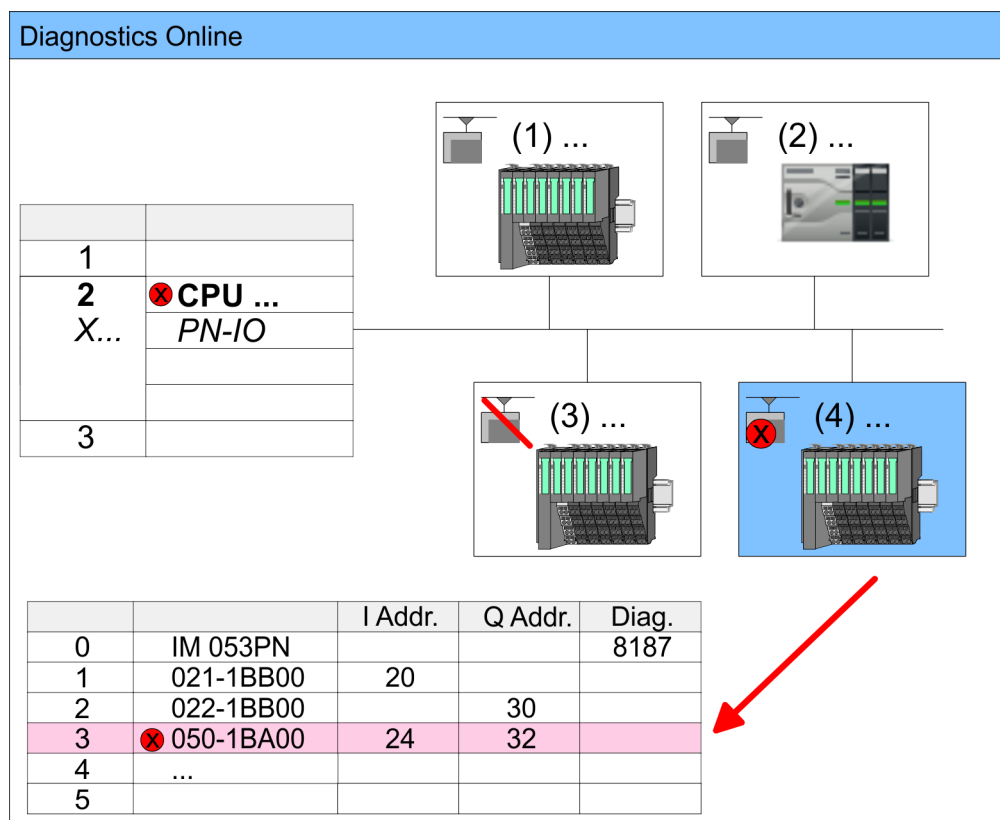 Diagnostics Online
(1) ...
(2) ...
1
2 X CPU ...
X... PN-IO
3
(3) ...
X (4) ...
I Addr. Q Addr. Diag.
0 IM 053PN 8187
1 021-1BB00 20
2 022-1BB00 30
3 X 050-1BA00 24 32
4 ...
5